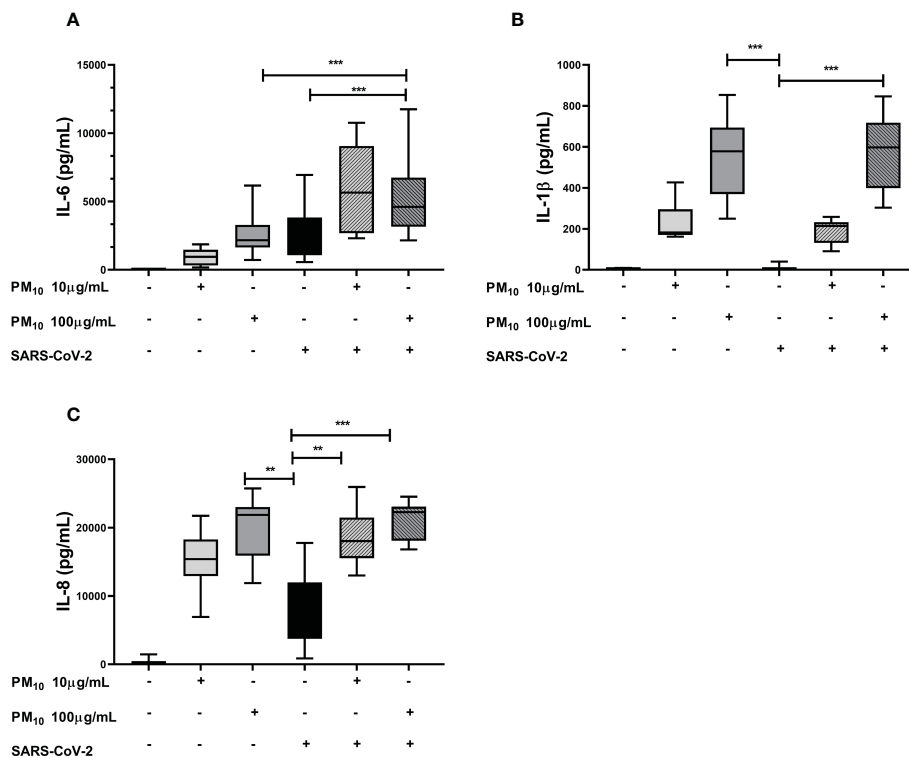 A
IL-6 (pg/mL)
15000
10000
5000
0
***
***
PM10 10μg/mL - + - - + -
PM10 100μg/mL - - + - - +
SARS-CoV-2 - - - + + +
B
IL-1β (pg/mL)
1000
800
600
400
200
0
***
***
PM10 10μg/mL - + - - + -
PM10 100μg/mL - - + - - +
SARS-CoV-2 - - - + + +
C
IL-8 (pg/mL)
30000
20000
10000
0
***
**
**
PM10 10μg/mL - + - - + -
PM10 100μg/mL - - + - - +
SARS-CoV-2 - - - + + +